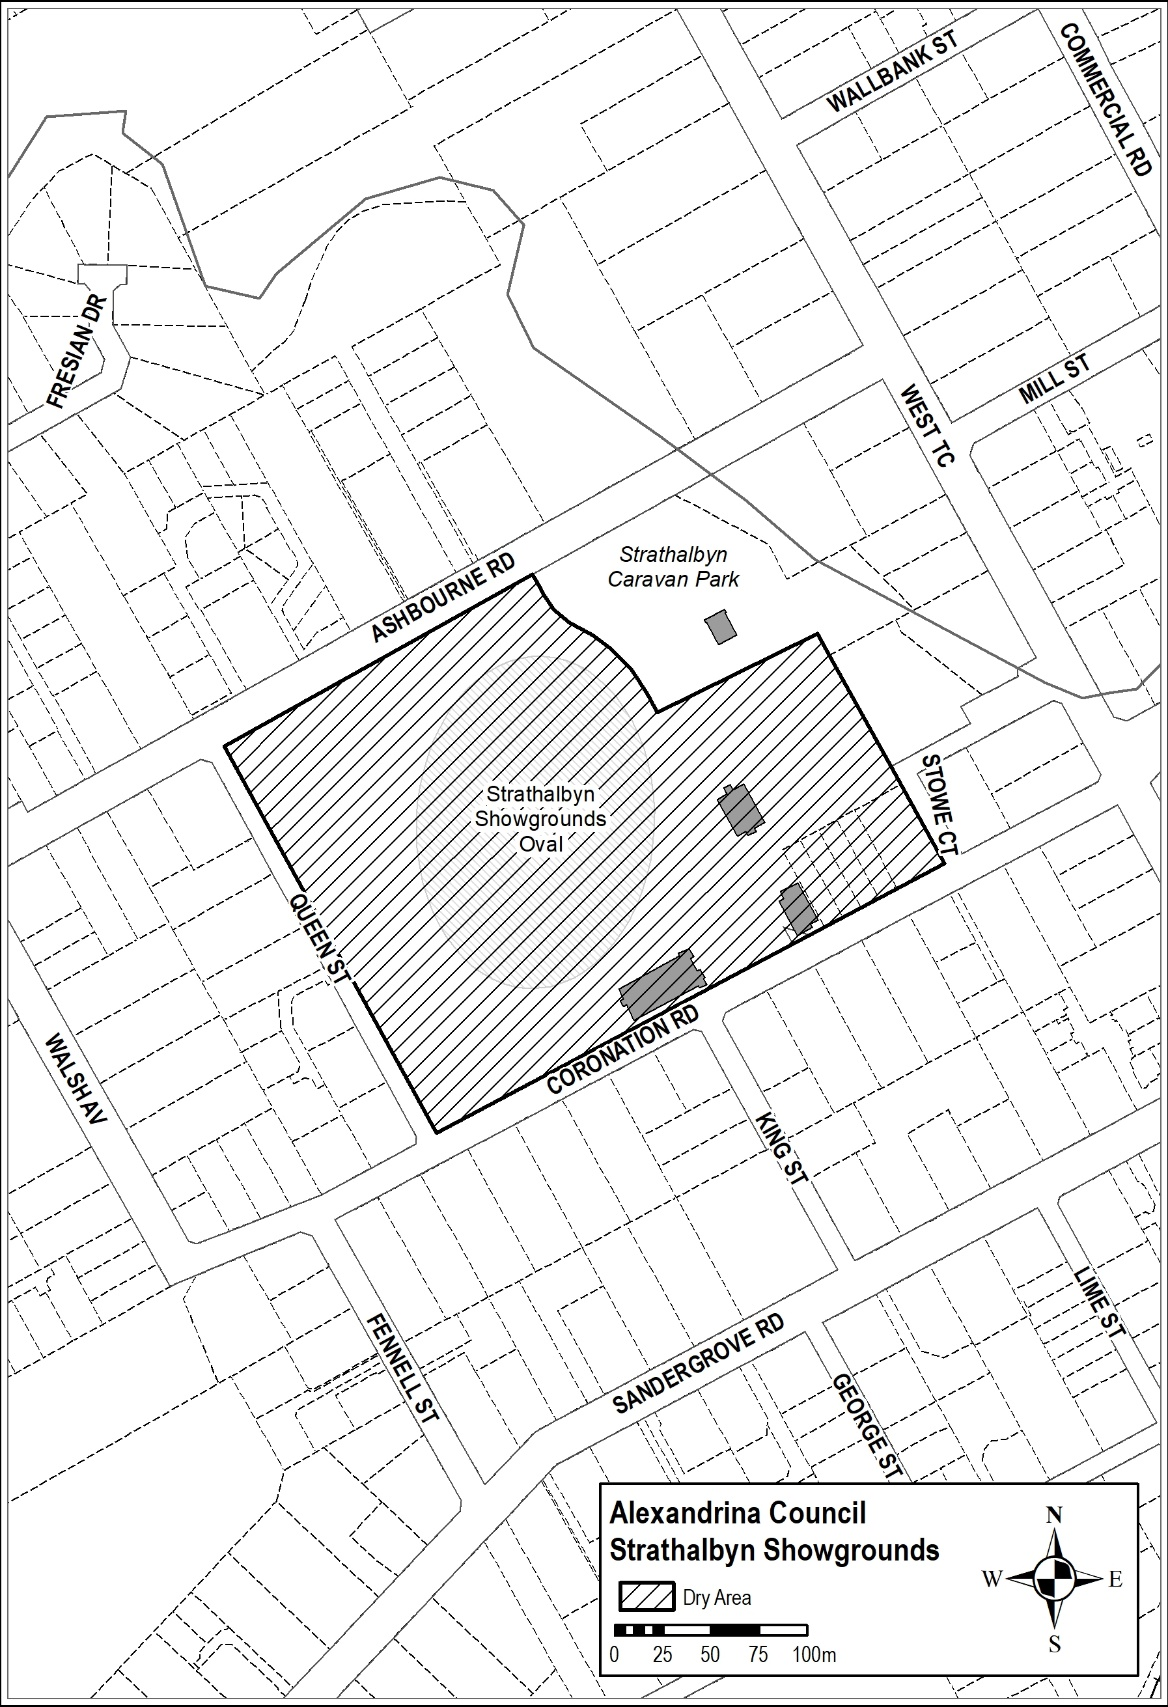 WALLBANK ST
COMMERCIAL RD
FRESIAN DR
MILL ST
WEST TC
Strathalbyn
Caravan Park
ASHBOURNE RD
Strathalbyn
Showgrounds
Oval
STOWE CT
QUEEN ST
CORONATION RD
WALSH AV
KING ST
LIME ST
FENNELL ST
SANDERGROVE RD
GEORGE ST
Alexandrina Council
Strathalbyn Showgrounds
Dry Area
0 25 50 75 100m
N
W E
S